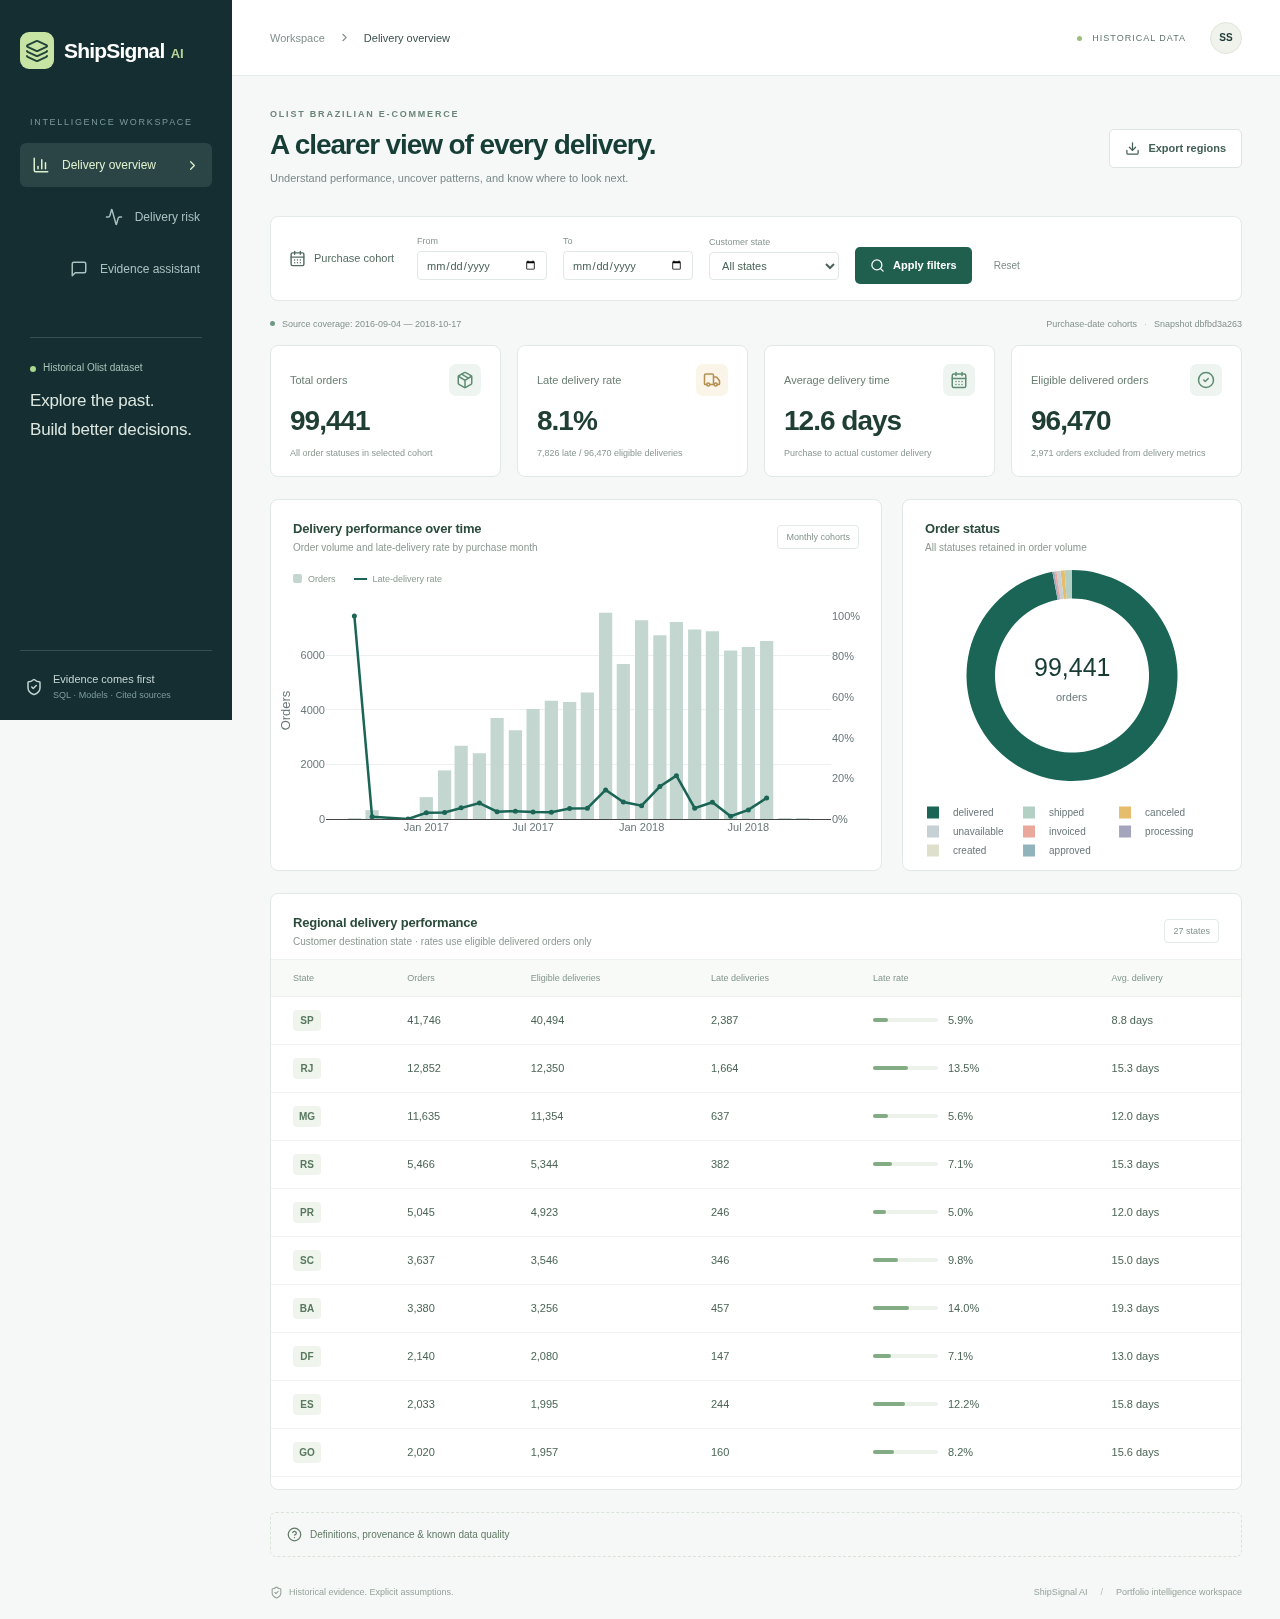 ShipSignal AI
INTELLIGENCE WORKSPACE
Delivery overview
Delivery risk
Evidence assistant
Historical Olist dataset
Explore the past.
Build better decisions.
Evidence comes first
SQL · Models · Cited sources
Workspace > Delivery overview
HISTORICAL DATA
SS
OLIST BRAZILIAN E-COMMERCE
A clearer view of every delivery.
Understand performance, uncover patterns, and know where to look next.
Export regions
Purchase cohort
From
mm/dd/yyyy
To
mm/dd/yyyy
Customer state
All states
Apply filters
Reset
Source coverage: 2016-09-04 — 2018-10-17
Purchase-date cohorts · Snapshot dbfbd3a263
Total orders
99,441
All order statuses in selected cohort
Late delivery rate
8.1%
7,826 late / 96,470 eligible deliveries
Average delivery time
12.6 days
Purchase to actual customer delivery
Eligible delivered orders
96,470
2,971 orders excluded from delivery metrics
Delivery performance over time
Order volume and late-delivery rate by purchase month
Monthly cohorts
Orders
Late-delivery rate
Orders
6000
4000
2000
0
100%
80%
60%
40%
20%
0%
Jan 2017
Jul 2017
Jan 2018
Jul 2018
Order status
All statuses retained in order volume
99,441
orders
delivered shipped canceled
unavailable invoiced processing
created approved
Regional delivery performance
Customer destination state · rates use eligible delivered orders only
27 states
State Orders Eligible deliveries Late deliveries Late rate Avg. delivery
SP 41,746 40,494 2,387 5.9% 8.8 days
RJ 12,852 12,350 1,664 13.5% 15.3 days
MG 11,635 11,354 637 5.6% 12.0 days
RS 5,466 5,344 382 7.1% 15.3 days
PR 5,045 4,923 246 5.0% 12.0 days
SC 3,637 3,546 346 9.8% 15.0 days
BA 3,380 3,256 457 14.0% 19.3 days
DF 2,140 2,080 147 7.1% 13.0 days
ES 2,033 1,995 244 12.2% 15.8 days
GO 2,020 1,957 160 8.2% 15.6 days
Definitions, provenance & known data quality
Historical evidence. Explicit assumptions.
ShipSignal AI / Portfolio intelligence workspace